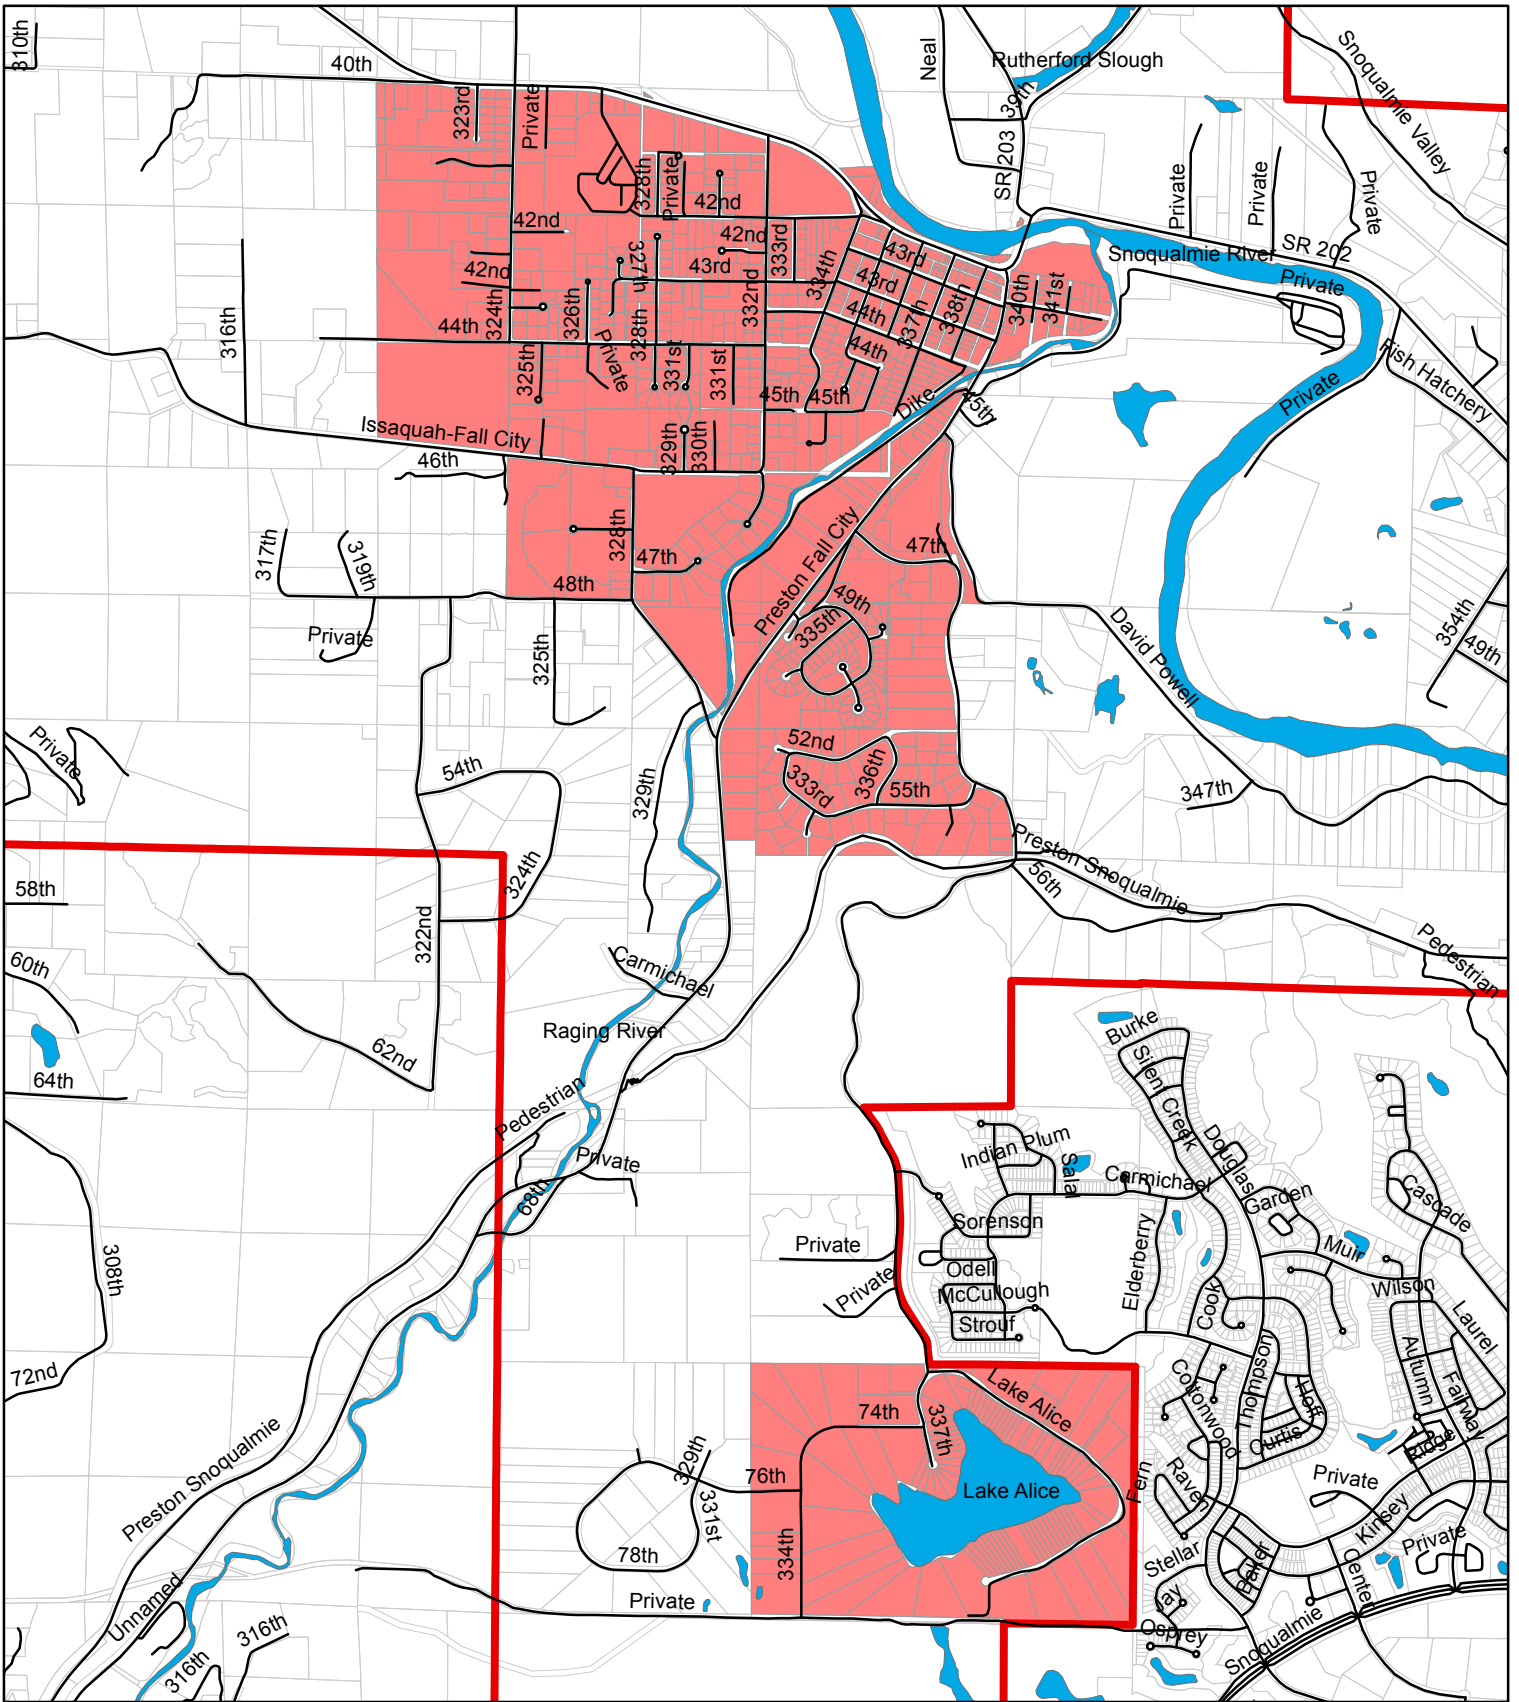 310th
40th
Neal
Rutherford Slough
Snoqualmie Valley
323rd
Private
39th
SR 203
328th
Private
42nd
Private
Private
Private
42nd
42nd
333rd
43rd
SR 202
Snoqualmie River
327th
43rd
334th
43rd
Private
42nd
332nd
324th
326th
44th
337th
338th
340th
341st
316th
44th
328th
44th
Private
325th
331st
331st
45th
45th
Dike
45th
Fish Hatchery
Private
Issaquah-Fall City
329th
330th
46th
317th
319th
328th
47th
48th
Preston Fall City
47th
49th
335th
David Powell
354th
49th
Private
325th
Private
54th
329th
52nd
333rd
336th
55th
347th
58th
324th
322nd
Preston Snoqualmie
56th
Pedestrian
60th
Carmichael
Raging River
62nd
64th
Burke
Silent Creek
Pedestrian
Private
68th
Indian Plum
Salal
Douglas
Carmichael
Garden
Cascade
308th
Sorenson
Private
Private
Odell
McCullough
Strouf
Elderberry
Cook
Muir
Wilson
Laurel
72nd
Lake Alice
74th
337th
Cottonwood
Thompson
Hoff
Curtis
Autumn
Fairway
Ridge
Preston Snoqualmie
329th
76th
331st
Lake Alice
Fern
Raven
Private
Kinsey
Private
78th
334th
Stellar
Baker
Center
Private
Jay
Osprey
Snoqualmie
Unnamed
316th
316th